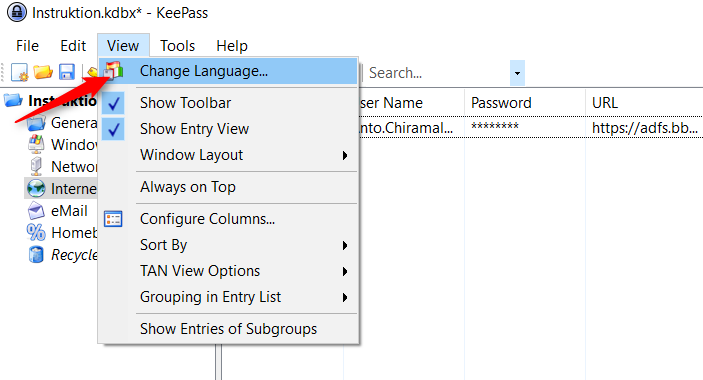 Instruktion.kdbx* - KeePass
File Edit View Tools Help
Change Language...
Search...
Show Toolbar
Show Entry View
Window Layout
Always on Top
Configure Columns...
Sort By
TAN View Options
Grouping in Entry List
Show Entries of Subgroups
Instruktio
Genera
Window
Networ
Interne
eMail
Homeb
Recycle
ser Name Password URL
nto.Chiramal... ******** https://adfs.bb...